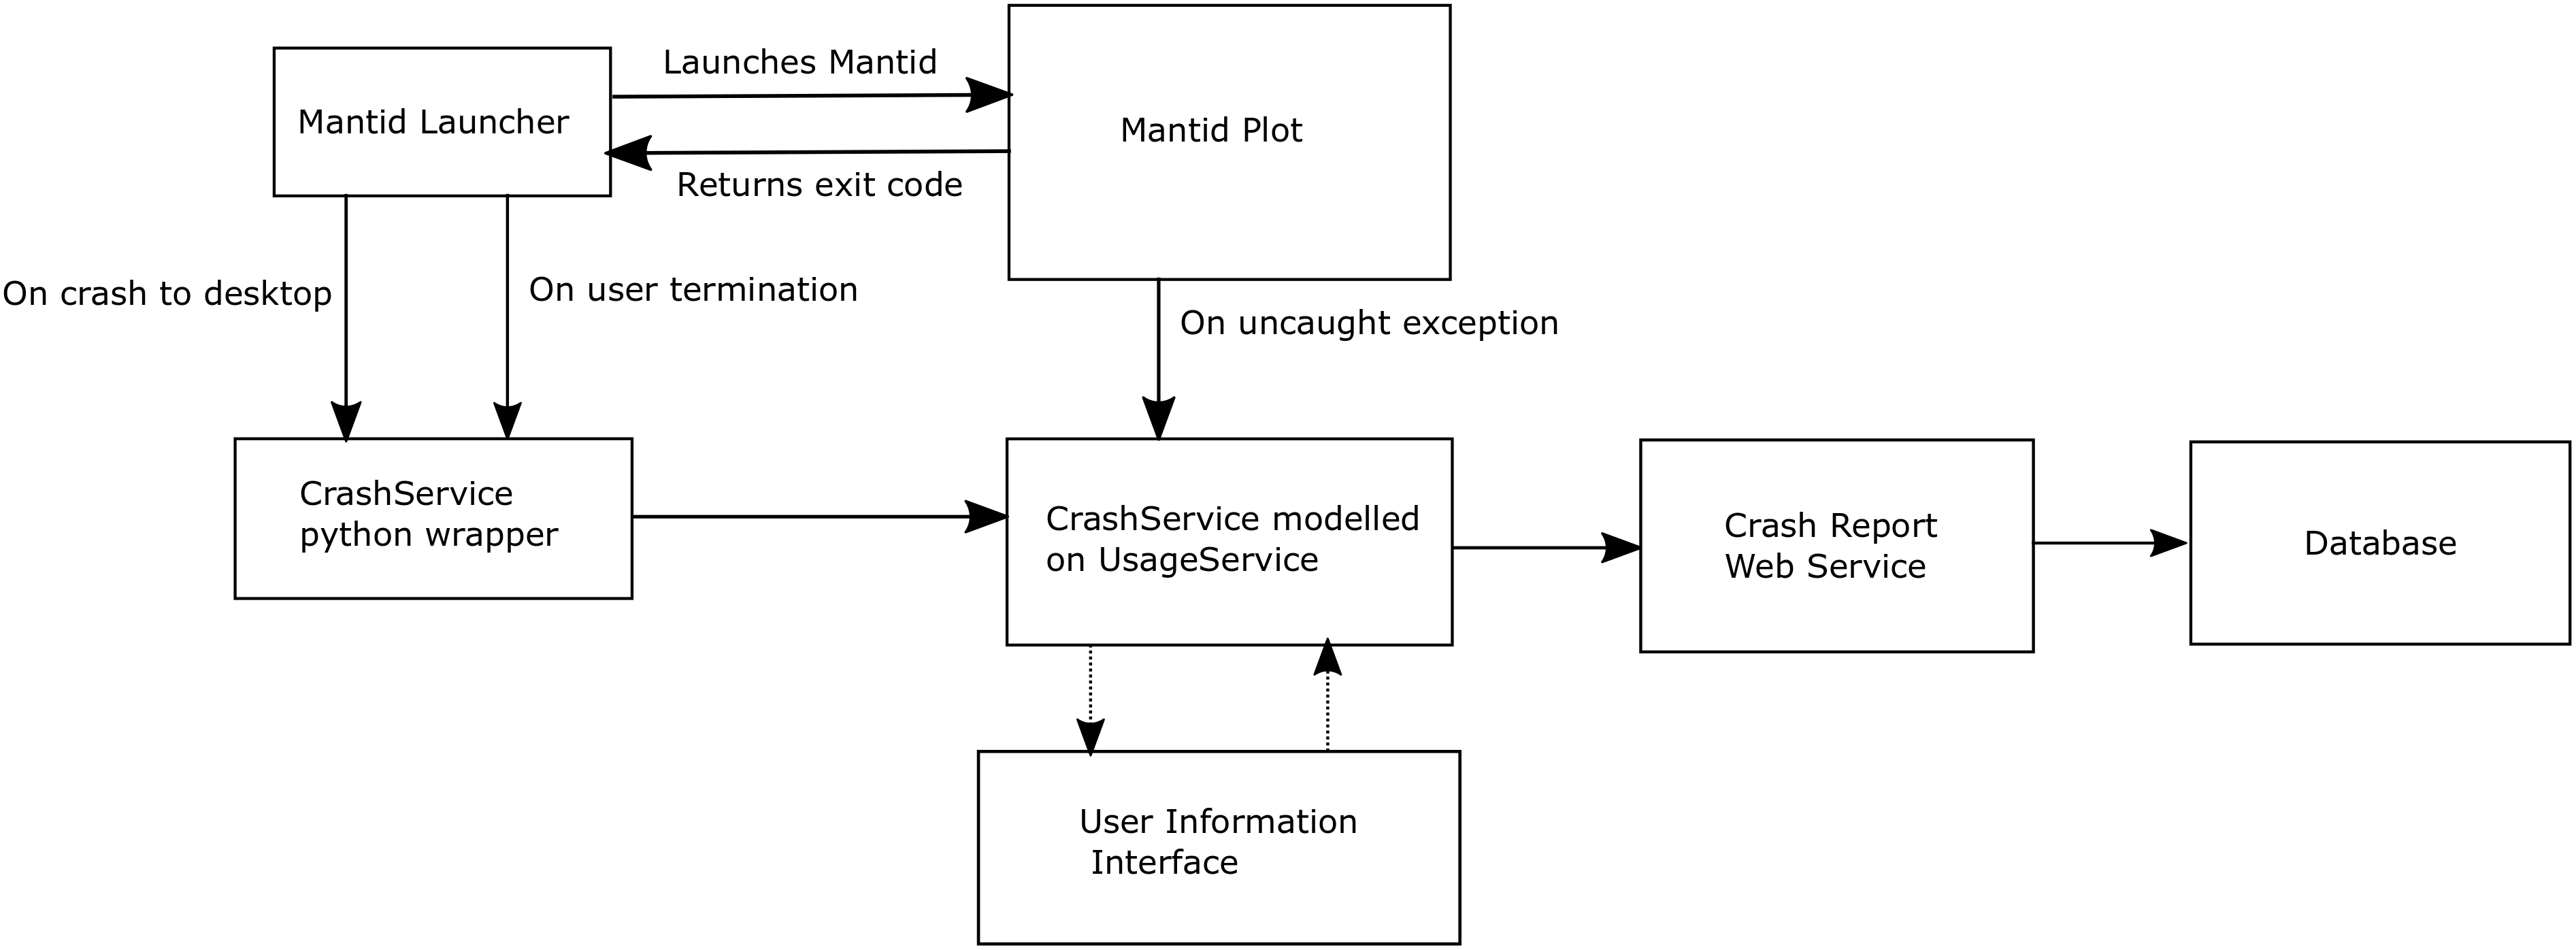 Launches Mantid
Mantid Launcher
Mantid Plot
Returns exit code
On crash to desktop
On user termination
On uncaught exception
CrashService
python wrapper
CrashService modelled
on UsageService
Crash Report
Web Service
Database
User Information
Interface